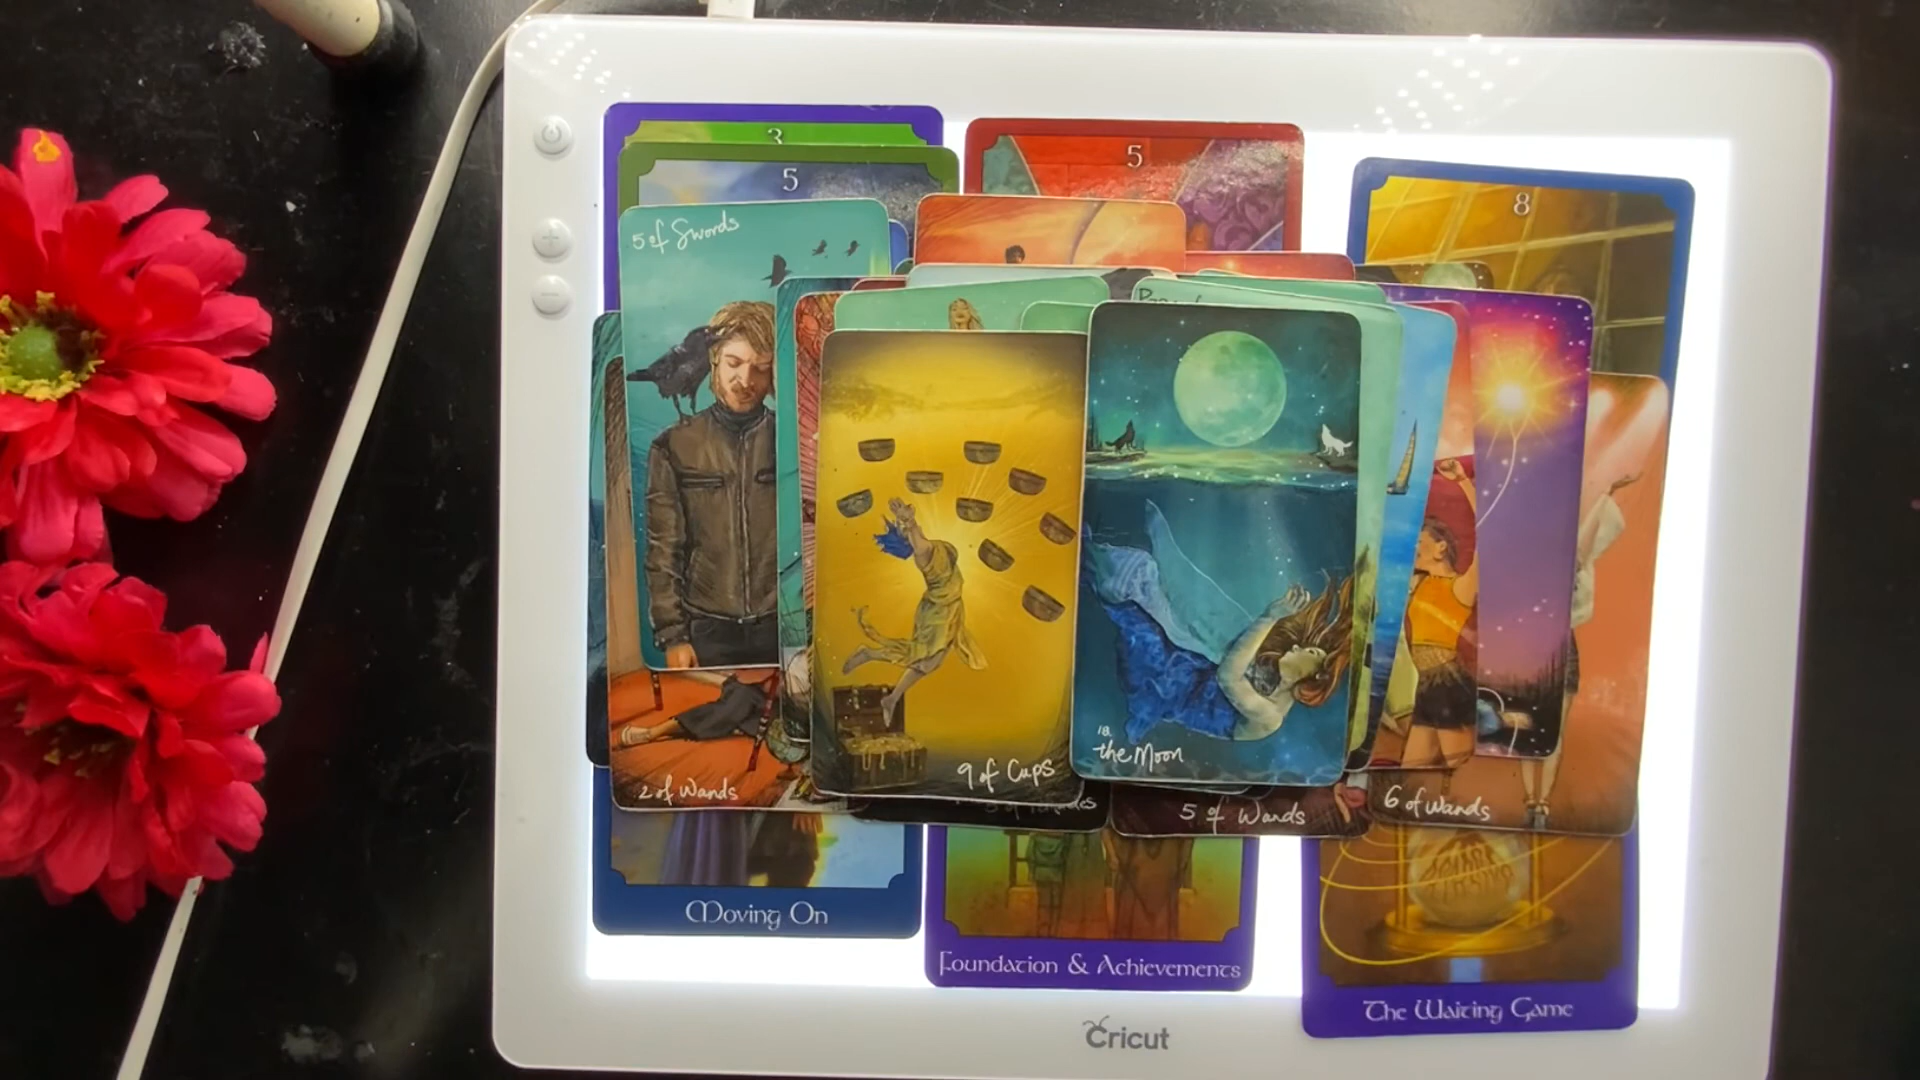 3
5
5
8
5 of Swords
18.
the Moon
9 of Cups
2 of Wands
5 of Wands
6 of Wands
Moving On
Foundation & Achievements
The Waiting Game
Cricut